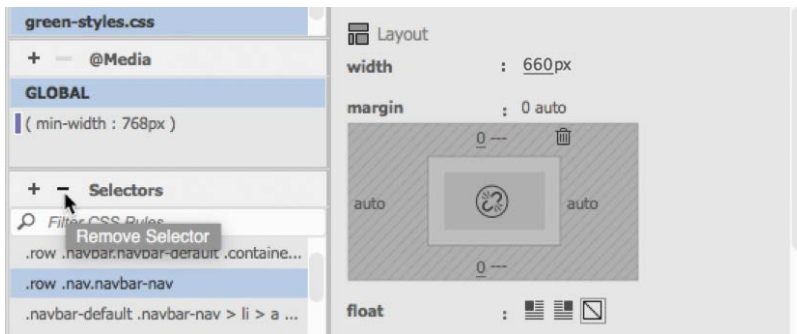 green-styles.css
+ − @Media
GLOBAL
( min-width : 768px )
+ − Selectors
Filter CSS Rules
Remove Selector
.row .navbar.navbar-default .containe...
.row .nav.navbar-nav
.navbar-default .navbar-nav > li > a ...
Layout
width : 660px
margin : 0 auto
0 ---
auto
auto
0 ---
float :